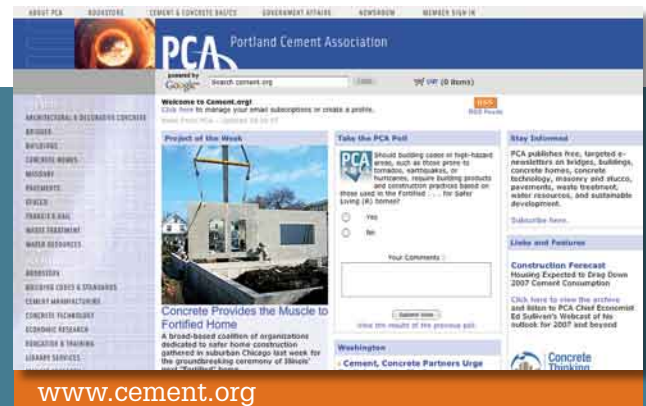 ABOUT PCA BOOKSTORE CEMENT & CONCRETE BASICS GOVERNMENT AFFAIRS NEWSROOM MEMBER SIGN IN
PCA Portland Cement Association
powered by
Google Search cement.org
cart (0 items)
Welcome to Cement.org!
Click here to manage your email subscriptions or create a profile.
RSS
RSS Feeds
ARCHITECTURAL & DECORATIVE CONCRETE
BRIDGES
BUILDINGS
CONCRETE HOMES
MASONRY
PAVEMENTS
WASTE TREATMENT
WATER RESOURCES
BUILDING CODES & STANDARDS
CEMENT MANUFACTURING
CONCRETE TECHNOLOGY
ECONOMIC RESEARCH
EDUCATION & TRAINING
LIBRARY SERVICES
Project of the Week
Concrete Provides the Muscle to
Fortified Home
A broad-based coalition of organizations
dedicated to safer home construction
gathered in suburban Chicago last week for
the groundbreaking ceremony of Illinois'
Take the PCA Poll
PCA
Should building codes in high-hazard
areas, such as those prone to
tornados, earthquakes, or
hurricanes, require building products
and construction practices based on
those used in the Fortified . . . for Safer
Living (R) homes?
Yes
No
Your Comments :
Submit Vote
View the results of the previous poll.
Washington
Cement, Concrete Partners Urge
Stay Informed
PCA publishes free, targeted e-
newsletters on bridges, buildings,
concrete homes, concrete
technology, masonry and stucco,
pavements, waste treatment,
water resources, and sustainable
development.
Subscribe here.
Links and Features
Construction Forecast
Housing Expected to Drag Down
2007 Cement Consumption
Click here to view the archive
and listen to PCA Chief Economist
Ed Sullivan's Webcast of his
outlook for 2007 and beyond
Concrete
Thinking
www.cement.org